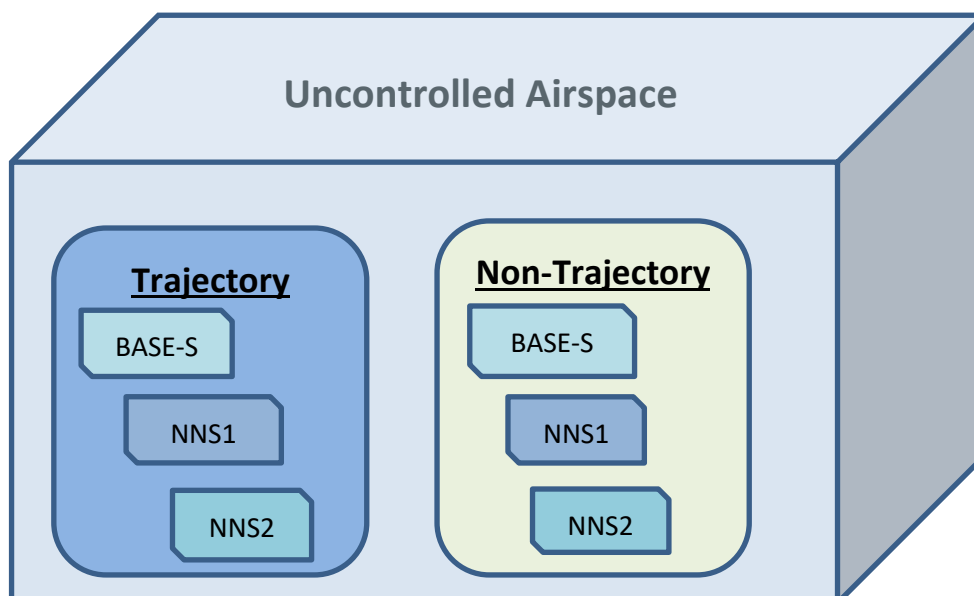 Uncontrolled Airspace
Trajectory
BASE-S
NNS1
NNS2
Non-Trajectory
BASE-S
NNS1
NNS2